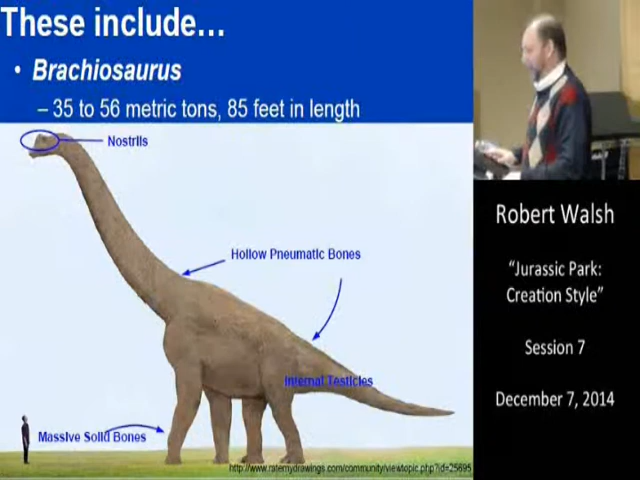 These include…
• Brachiosaurus
– 35 to 56 metric tons, 85 feet in length
Nostrils
Hollow Pneumatic Bones
Internal Testicles
Massive Solid Bones
http://www.ratemydrawings.com/community/viewtopic.php?id=25695
Robert Walsh
“Jurassic Park:
Creation Style”
Session 7
December 7, 2014